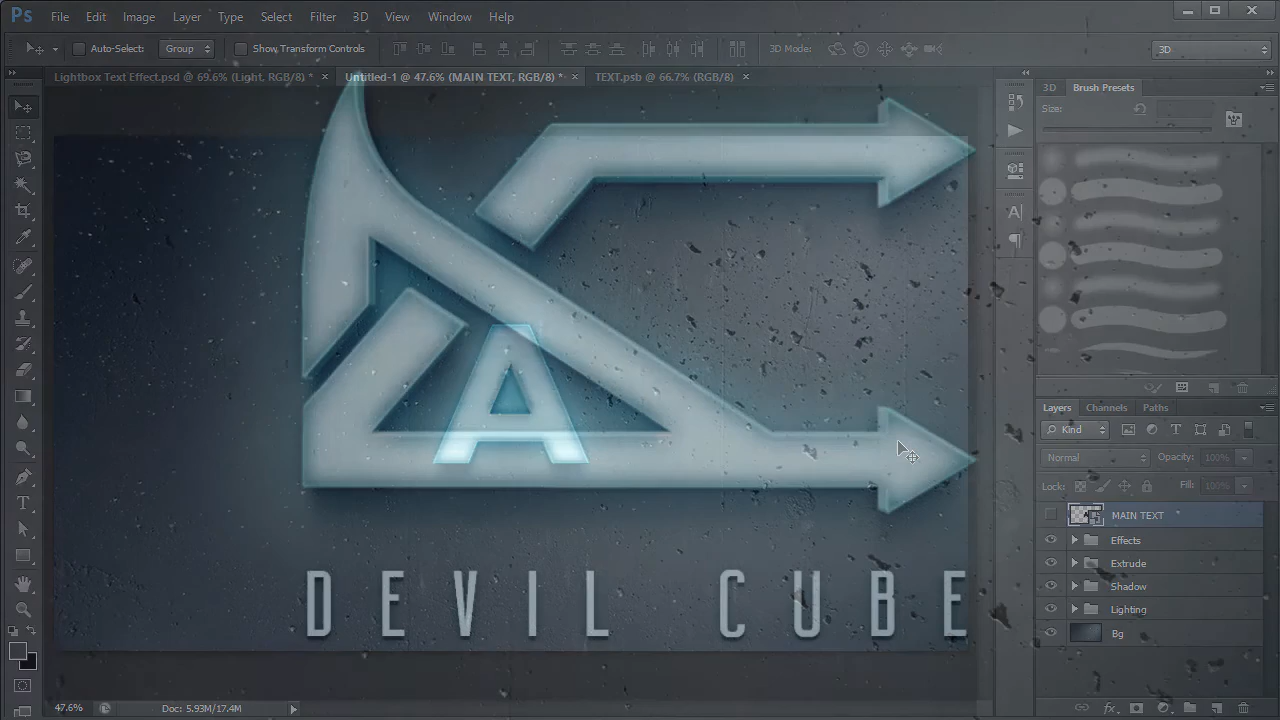 Ps File Edit Image Layer Type Select Filter 3D View Window Help
Auto-Select: Group Show Transform Controls 3D Mode: 3D
Lightbox Text Effect.psd @ 69.6% (Light, RGB/8) * × Untitled-1 @ 47.6% (MAIN TEXT, RGB/8) * × TEXT.psb @ 66.7% (RGB/8) ×
3D Brush Presets
Size:
A
DEVIL CUBE
Layers Channels Paths
Kind
Normal Opacity: 100%
Lock: Fill: 100%
MAIN TEXT
Effects
Extrude
Shadow
Lighting
Bg
47.6% Doc: 5.93M/17.4M